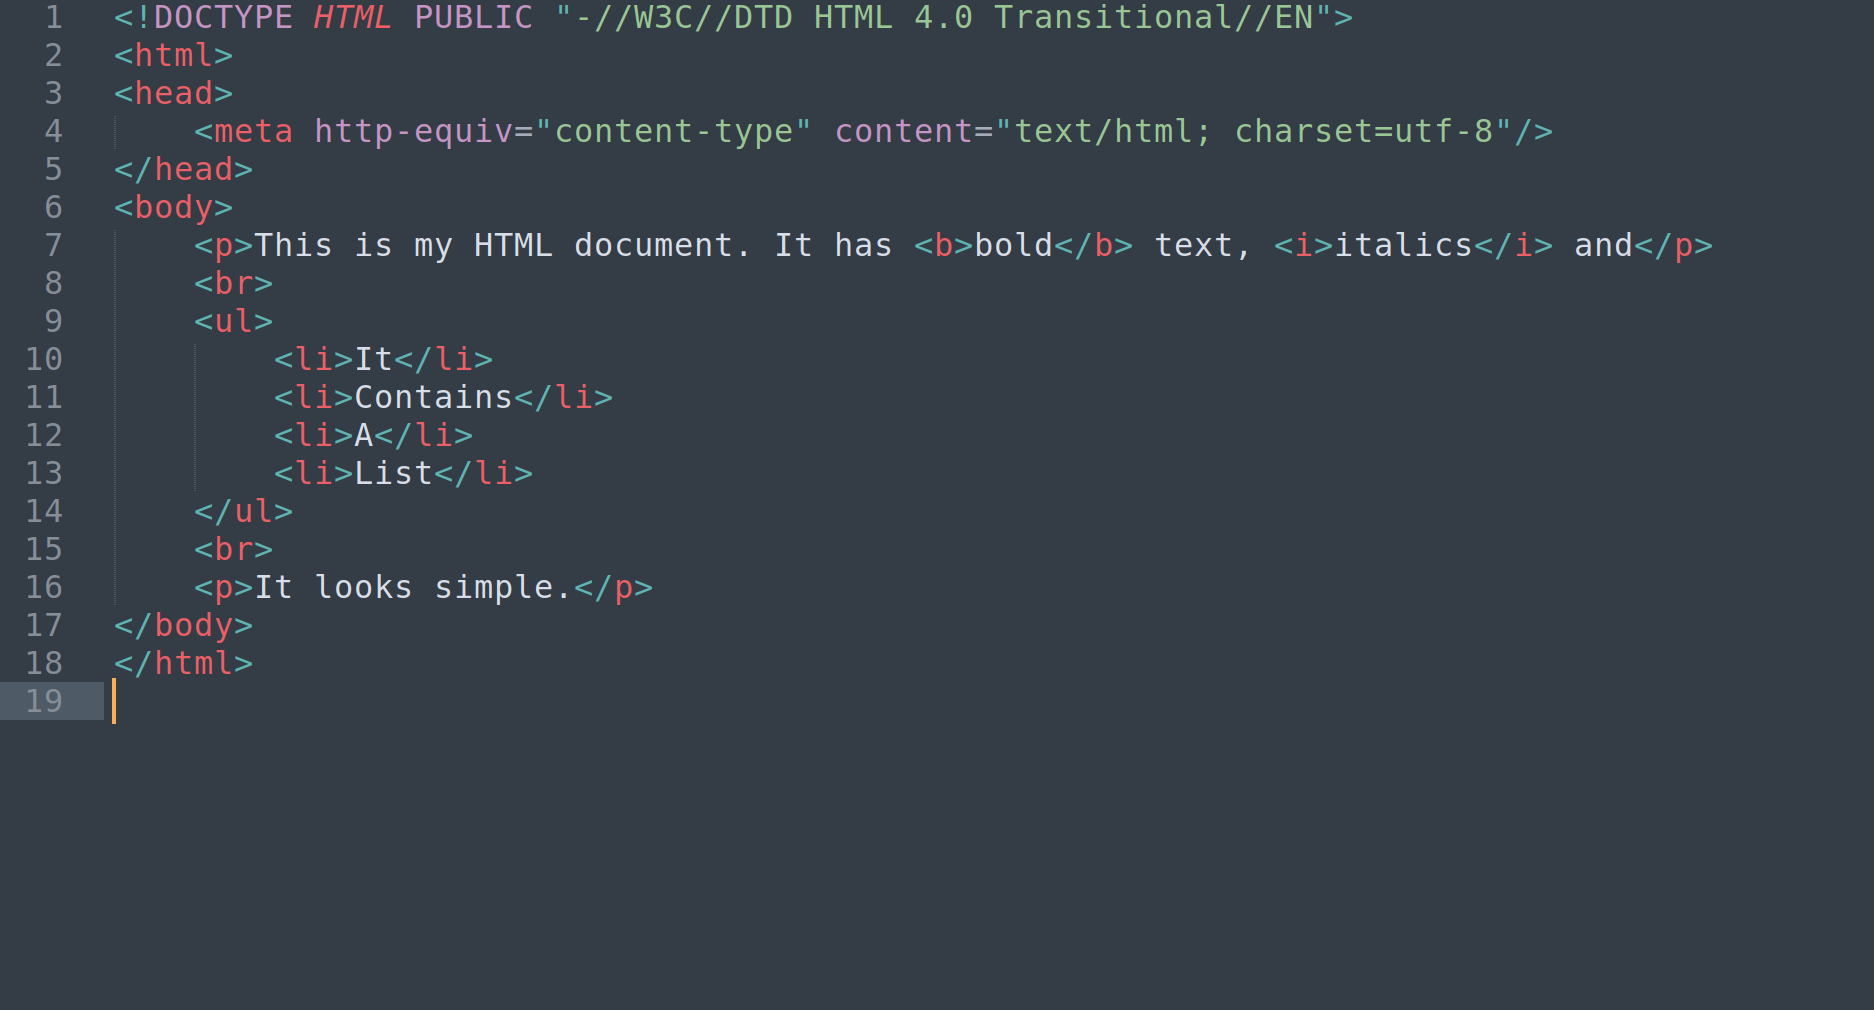 1 <!DOCTYPE HTML PUBLIC "-//W3C//DTD HTML 4.0 Transitional//EN">
2 <html>
3 <head>
4     <meta http-equiv="content-type" content="text/html; charset=utf-8"/>
5 </head>
6 <body>
7     <p>This is my HTML document. It has <b>bold</b> text, <i>italics</i> and</p>
8     <br>
9     <ul>
10         <li>It</li>
11         <li>Contains</li>
12         <li>A</li>
13         <li>List</li>
14     </ul>
15     <br>
16     <p>It looks simple.</p>
17 </body>
18 </html>
19